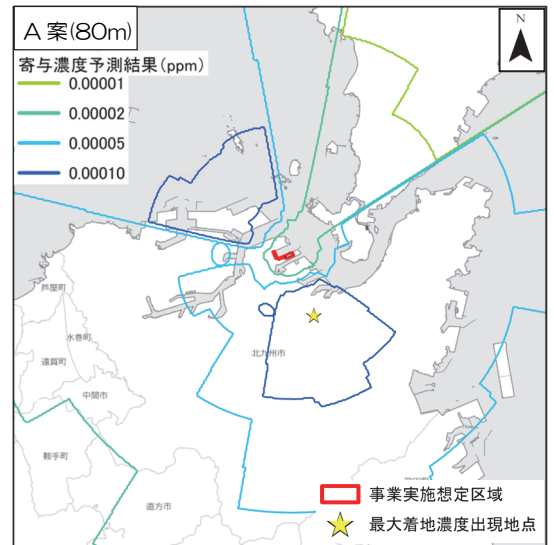 A案(80m)
N
寄与濃度予測結果(ppm)
0.00001
0.00002
0.00005
0.00010
芦屋町
水巻町
遠賀町
北九州市
中間市
鞍手町
直方市
事業実施想定区域
最大着地濃度出現地点